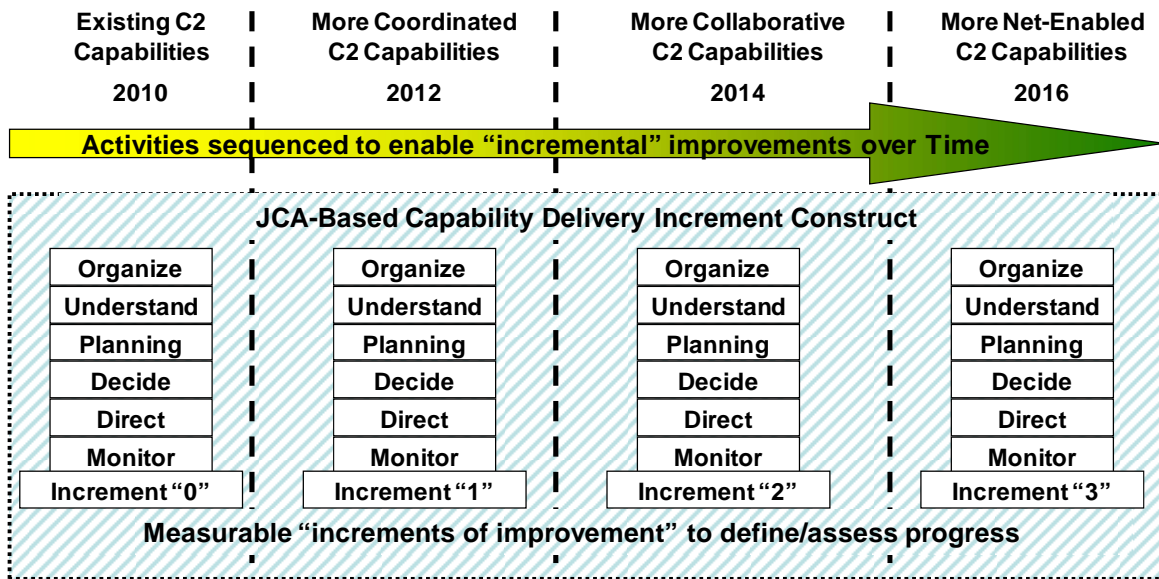 Existing C2
Capabilities
2010
More Coordinated
C2 Capabilities
2012
More Collaborative
C2 Capabilities
2014
More Net-Enabled
C2 Capabilities
2016
Activities sequenced to enable “incremental” improvements over Time
JCA-Based Capability Delivery Increment Construct
Organize
Understand
Planning
Decide
Direct
Monitor
Increment “0”
Organize
Understand
Planning
Decide
Direct
Monitor
Increment “1”
Organize
Understand
Planning
Decide
Direct
Monitor
Increment “2”
Organize
Understand
Planning
Decide
Direct
Monitor
Increment “3”
Measurable “increments of improvement” to define/assess progress